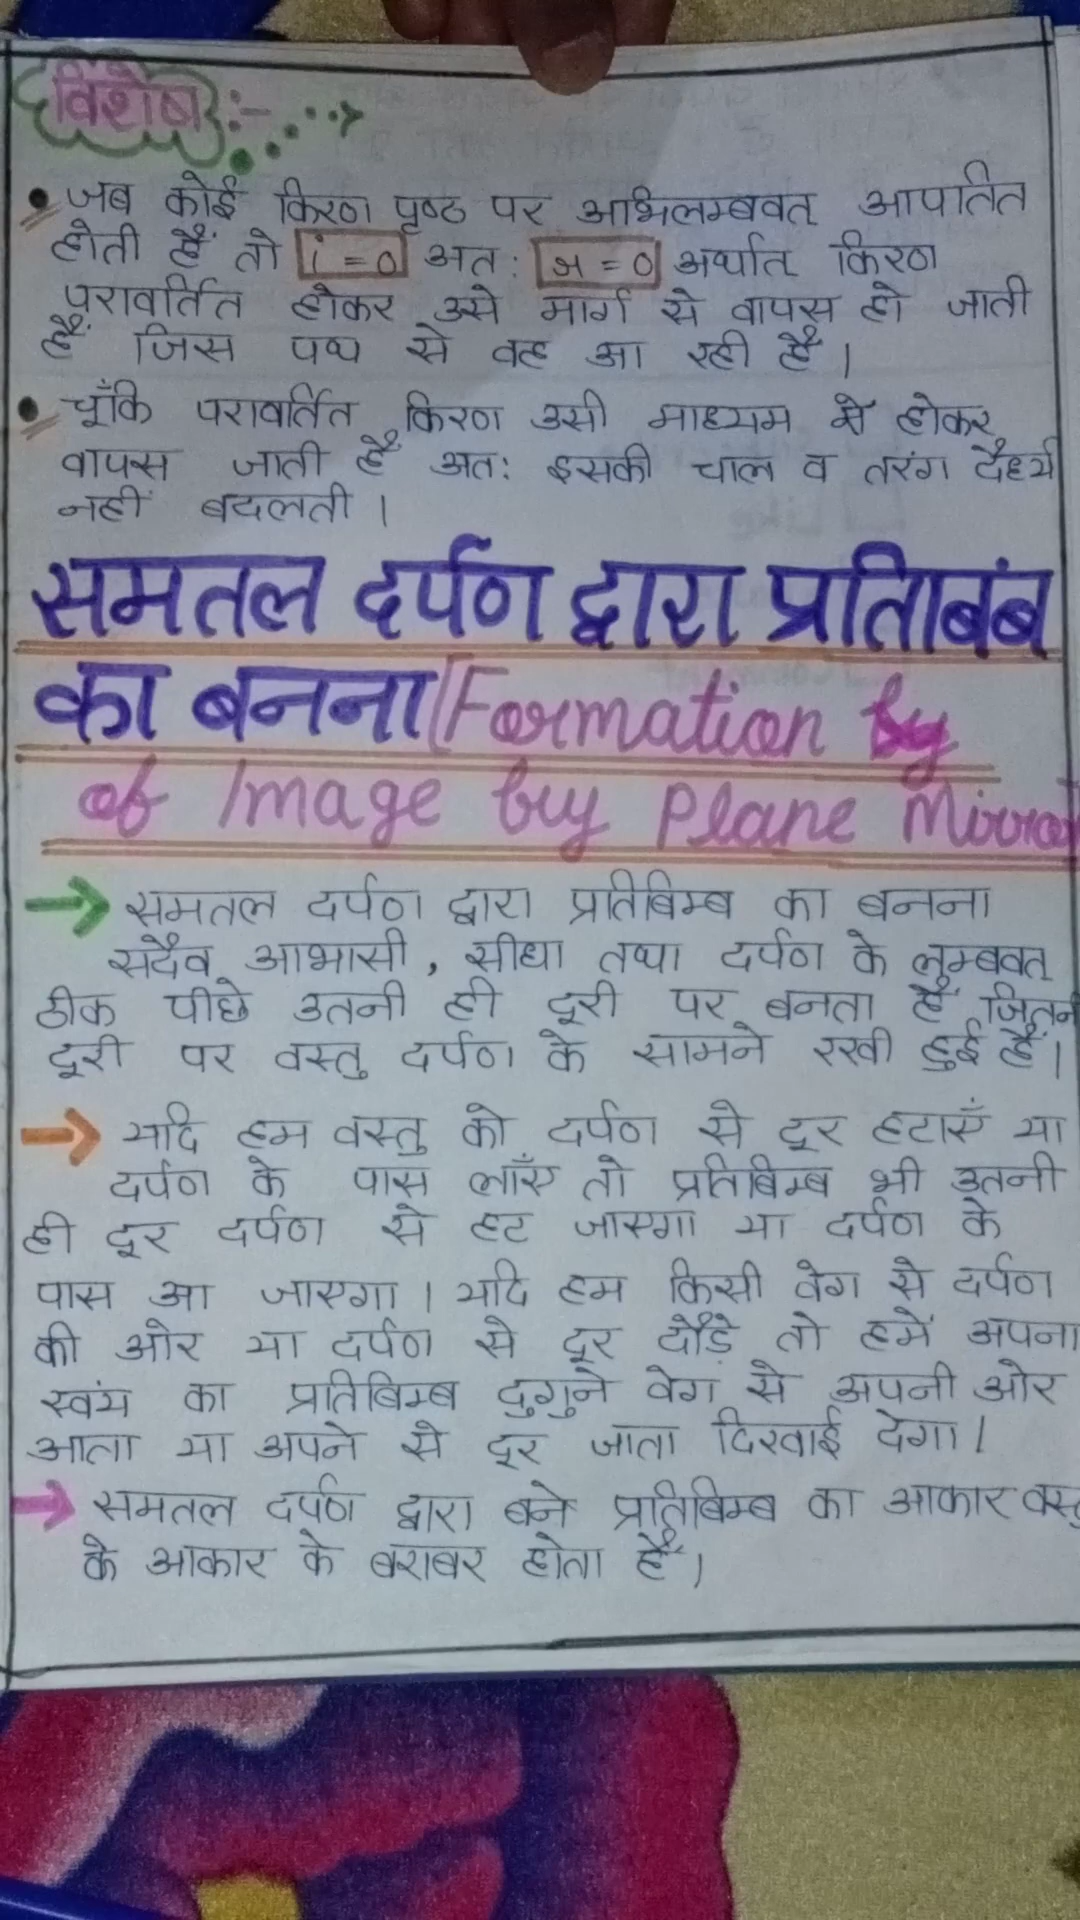 विशेष :-
• जब कोई किरण पृष्ठ पर अभिलम्बवत् आपतित
होती हैं तो i = 0 अत: r = 0 अर्थात किरण
परावर्तित होकर उसे मार्ग से वापस हो जाती
हैं जिस पथ से वह आ रही हैं।
• चूँकि परावर्तित किरण उसी माध्यम में होकर
वापस जाती है अत: इसकी चाल व तरंग दैर्ध्य
नहीं बदलती।
समतल दर्पण द्वारा प्रतिबिंब
का बनना/Formation by
of Image by Plane Mirror
→ समतल दर्पण द्वारा प्रतिबिम्ब का बनना
सदैव आभासी, सीधा तथा दर्पण के लम्बवत्
ठीक पीछे उतनी ही दूरी पर बनता हैं जितनी
दूरी पर वस्तु दर्पण के सामने रखी हुई हैं।
→ यदि हम वस्तु को दर्पण से दूर हटाएँ या
दर्पण के पास लाएँ तो प्रतिबिम्ब भी उतनी
ही दूर दर्पण से हट जाएगा या दर्पण के
पास आ जाएगा। यदि हम किसी वेग से दर्पण
की ओर या दर्पण से दूर दौड़े तो हमें अपना
स्वंय का प्रतिबिम्ब दुगुने वेग से अपनी ओर
आता या अपने से दूर जाता दिखाई देगा।
→ समतल दर्पण द्वारा बने प्रतिबिम्ब का आकार वस्तु
के आकार के बराबर होता हैं।